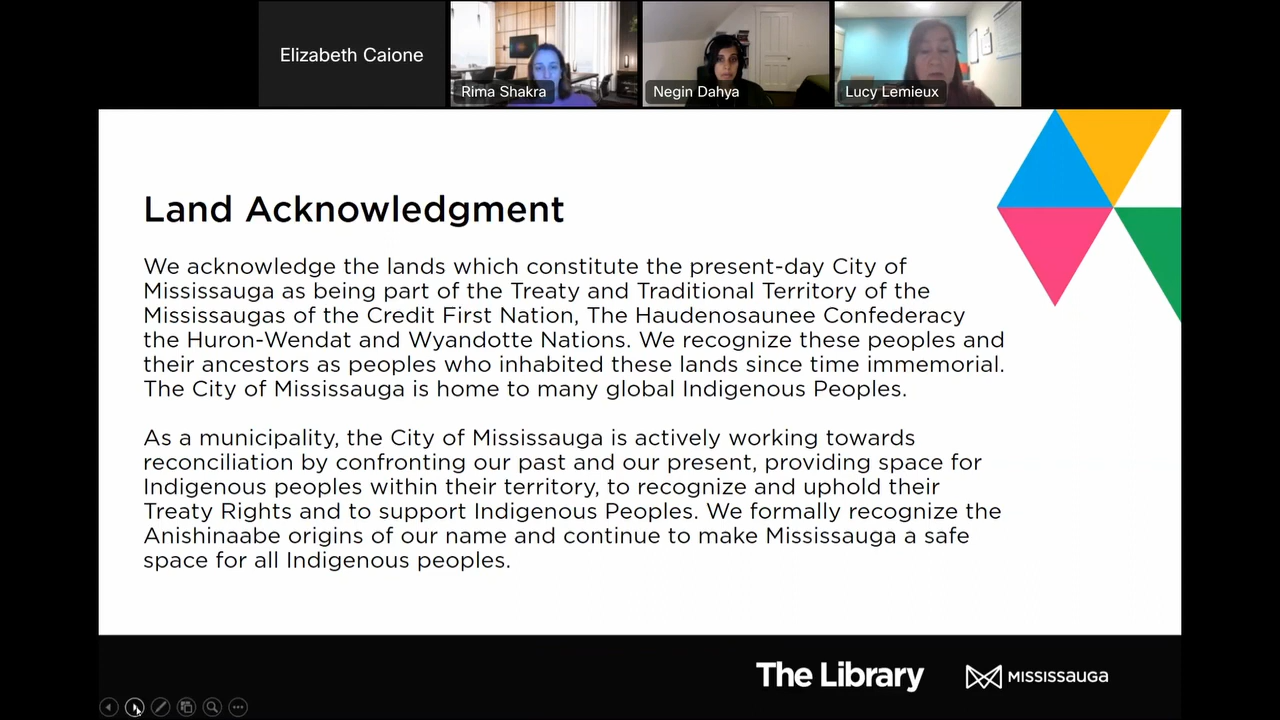 Elizabeth Caione
Rima Shakra
Negin Dahya
Lucy Lemieux
Land Acknowledgment
We acknowledge the lands which constitute the present-day City of
Mississauga as being part of the Treaty and Traditional Territory of the
Mississaugas of the Credit First Nation, The Haudenosaunee Confederacy
the Huron-Wendat and Wyandotte Nations. We recognize these peoples and
their ancestors as peoples who inhabited these lands since time immemorial.
The City of Mississauga is home to many global Indigenous Peoples.
As a municipality, the City of Mississauga is actively working towards
reconciliation by confronting our past and our present, providing space for
Indigenous peoples within their territory, to recognize and uphold their
Treaty Rights and to support Indigenous Peoples. We formally recognize the
Anishinaabe origins of our name and continue to make Mississauga a safe
space for all Indigenous peoples.
The Library
MISSISSAUGA